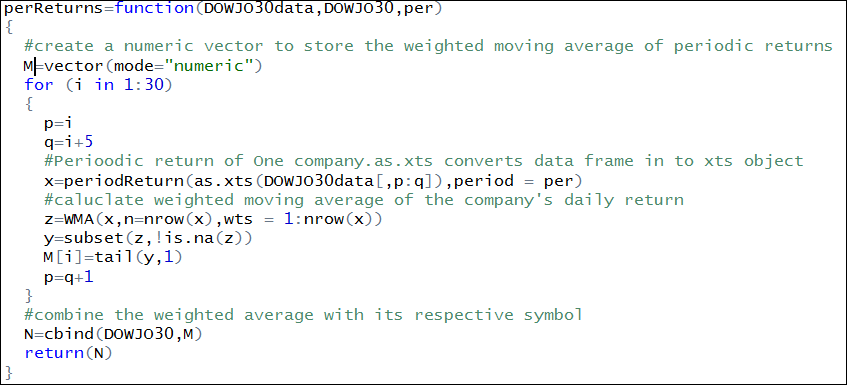 perReturns=function(DOWJO30data,DOWJO30,per)
{
  #create a numeric vector to store the weighted moving average of periodic returns
  M=vector(mode="numeric")
  for (i in 1:30)
  {
    p=i
    q=i+5
    #Perioodic return of One company.as.xts converts data frame in to xts object
    x=periodReturn(as.xts(DOWJO30data[,p:q]),period = per)
    #caluclate weighted moving average of the company's daily return
    z=WMA(x,n=nrow(x),wts = 1:nrow(x))
    y=subset(z,!is.na(z))
    M[i]=tail(y,1)
    p=q+1
  }
  #combine the weighted average with its respective symbol
  N=cbind(DOWJO30,M)
  return(N)
}